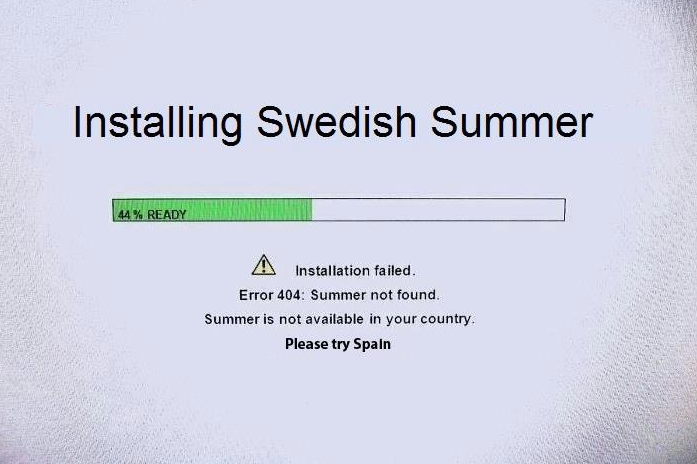 Installing Swedish Summer
44 % READY
Installation failed.
Error 404: Summer not found.
Summer is not available in your country.
Please try Spain